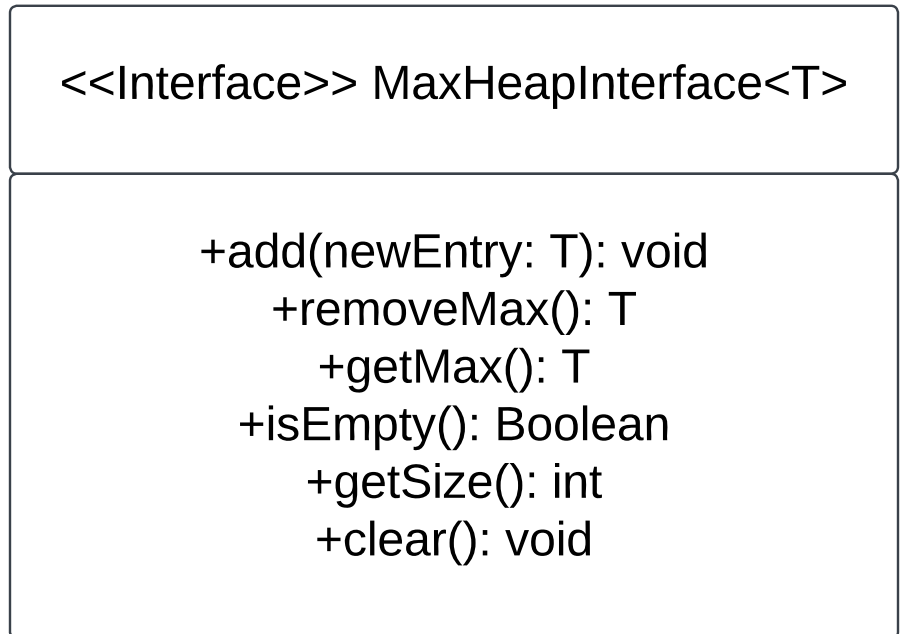 <<Interface>> MaxHeapInterface<T>
+add(newEntry: T): void
+removeMax(): T
+getMax(): T
+isEmpty(): Boolean
+getSize(): int
+clear(): void